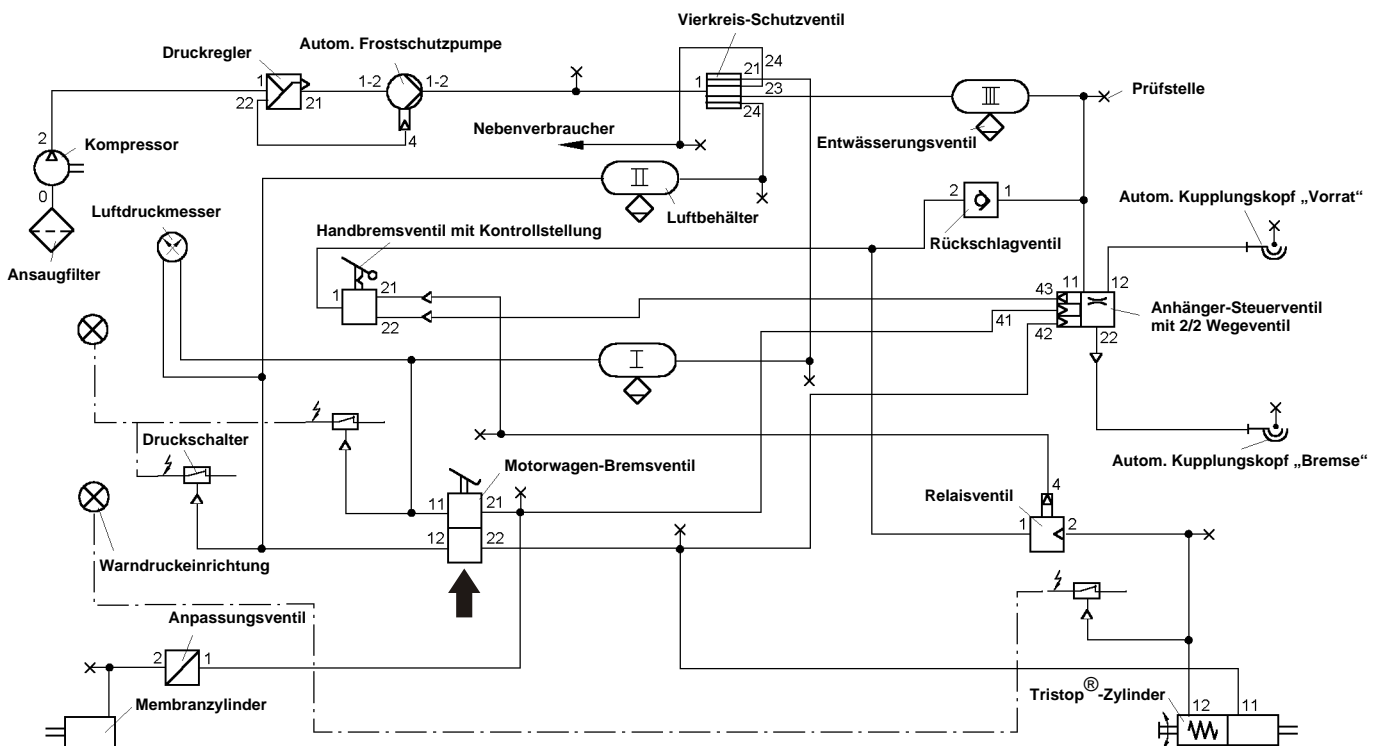 Vierkreis-Schutzventil
Autom. Frostschutzpumpe
Druckregler
1
22
21
1-2
1-2
4
1
21
24
23
24
III
Prüfstelle
Entwässerungsventil
Nebenverbraucher
2
Kompressor
0
Ansaugfilter
Luftdruckmesser
II
Luftbehälter
2
1
Rückschlagventil
Autom. Kupplungskopf „Vorrat“
Handbremsventil mit Kontrollstellung
1
21
22
43
41
42
11
12
22
Anhänger-Steuerventil
mit 2/2 Wegeventil
I
Druckschalter
Motorwagen-Bremsventil
11
21
12
22
Autom. Kupplungskopf „Bremse“
Relaisventil
4
1
2
Warndruckeinrichtung
Anpassungsventil
2
1
Membranzylinder
Tristop®-Zylinder
12
11